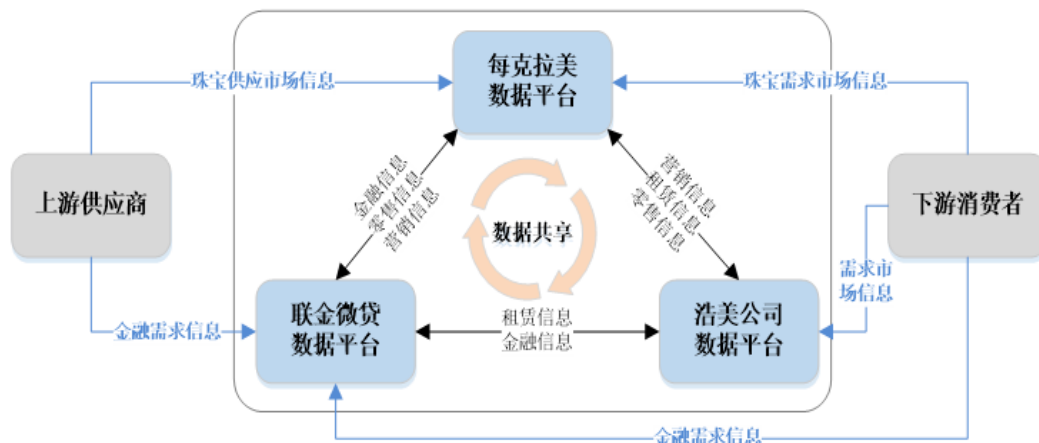 每克拉美
数据平台
珠宝供应市场信息
珠宝需求市场信息
上游供应商
下游消费者
金融信息
零售信息
营销信息
营销信息
租赁信息
零售信息
数据共享
需求市
场信息
联金微贷
数据平台
租赁信息
金融信息
浩美公司
数据平台
金融需求信息
金融需求信息